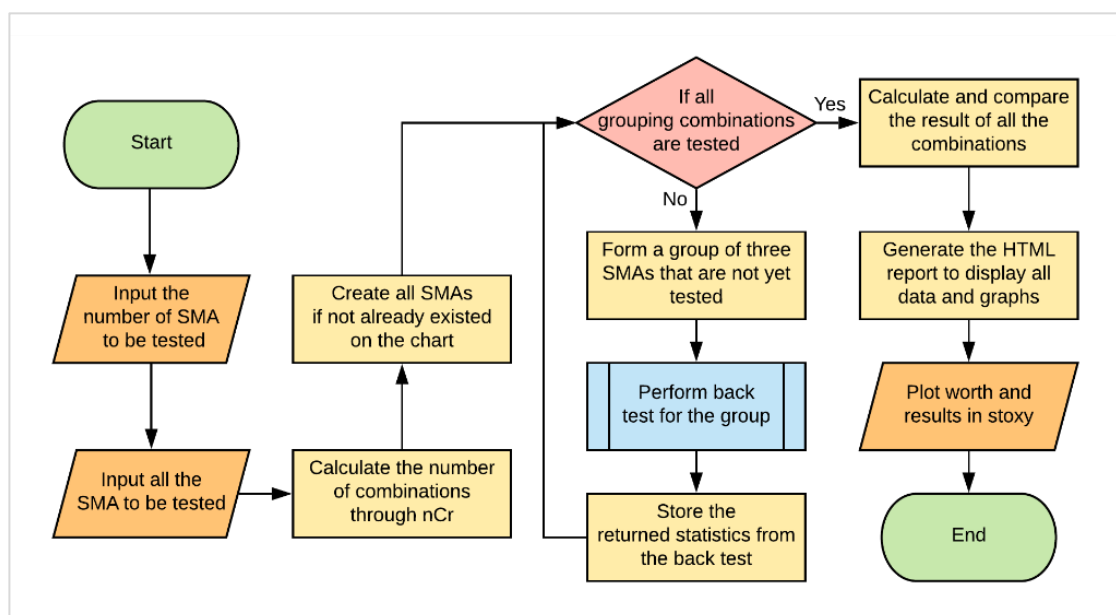 Start
Input the
number of SMA
to be tested
Input all the
SMA to be tested
Calculate the number
of combinations
through nCr
Create all SMAs
if not already existed
on the chart
If all
grouping combinations
are tested
Yes
No
Form a group of three
SMAs that are not yet
tested
Perform back
test for the group
Store the
returned statistics from
the back test
Calculate and compare
the result of all the
combinations
Generate the HTML
report to display all
data and graphs
Plot worth and
results in stoxy
End